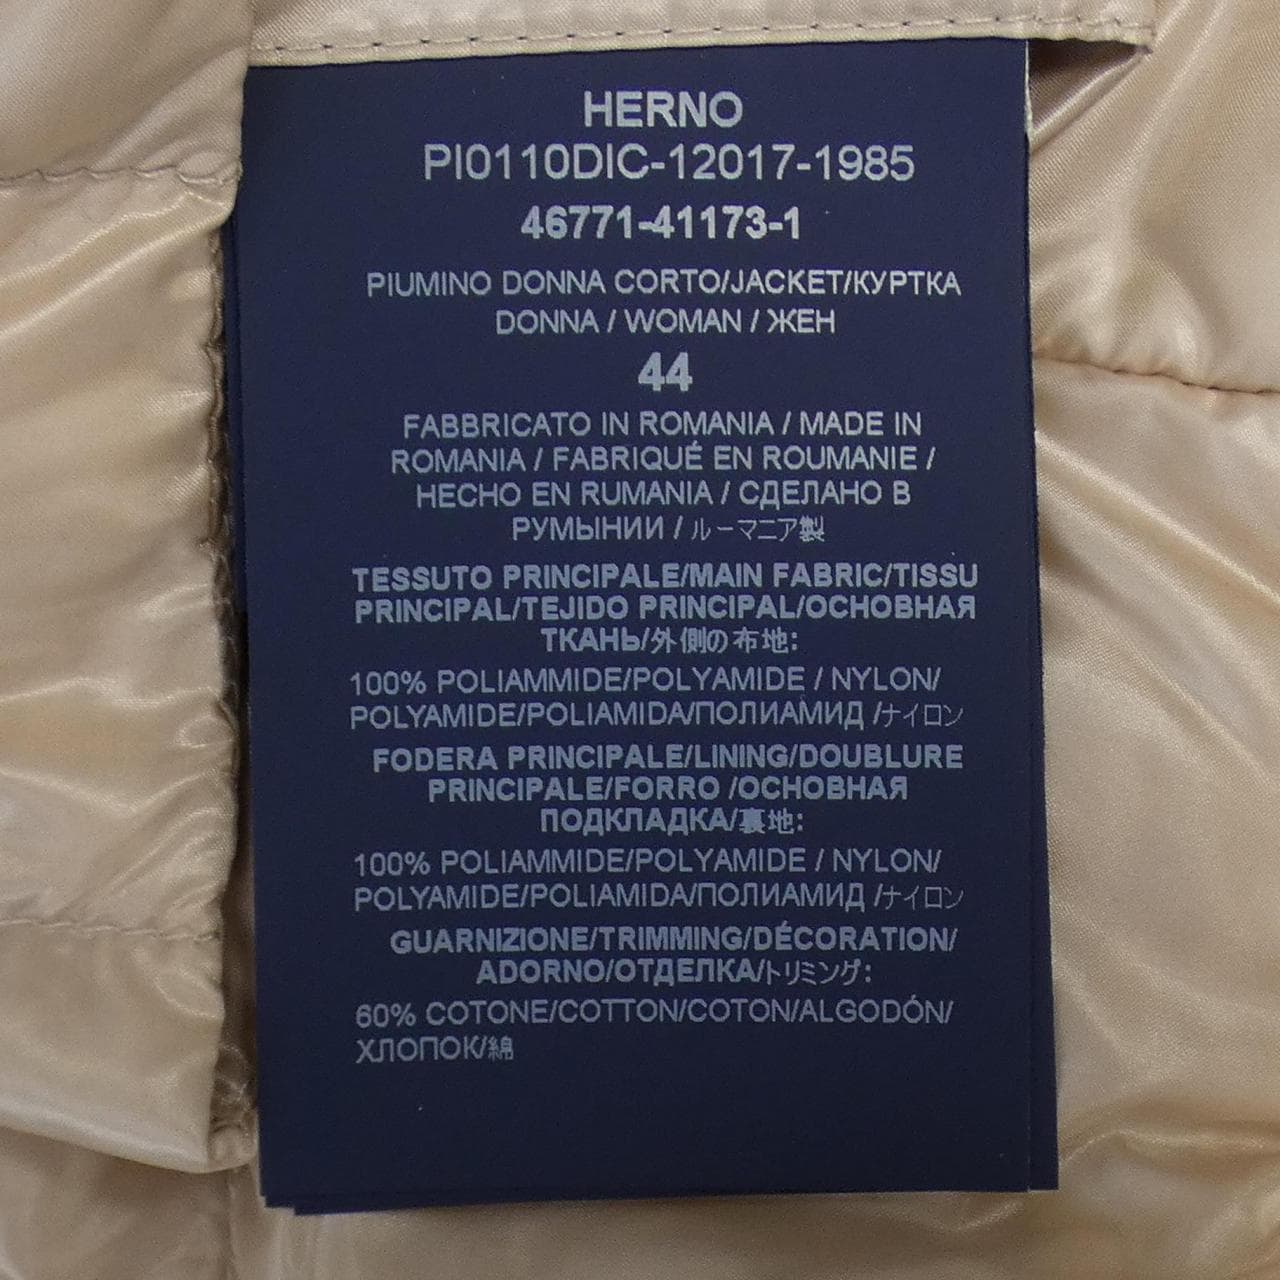 HERNO
PI0110DIC-12017-1985
46771-41173-1
PIUMINO DONNA CORTO/JACKET/КУРТКА
DONNA / WOMAN / ЖЕН
44
FABBRICATO IN ROMANIA / MADE IN
ROMANIA / FABRIQUÉ EN ROUMANIE /
HECHO EN RUMANIA / СДЕЛАНО В
РУМЫНИИ / ルーマニア製
TESSUTO PRINCIPALE/MAIN FABRIC/TISSU
PRINCIPAL/TEJIDO PRINCIPAL/ОСНОВНАЯ
ТКАНЬ/外側の布地:
100% POLIAMMIDE/POLYAMIDE / NYLON/
POLYAMIDE/POLIAMIDA/ПОЛИАМИД /ナイロン
FODERA PRINCIPALE/LINING/DOUBLURE
PRINCIPALE/FORRO /ОСНОВНАЯ
ПОДКЛАДКА/裏地:
100% POLIAMMIDE/POLYAMIDE / NYLON/
POLYAMIDE/POLIAMIDA/ПОЛИАМИД /ナイロン
GUARNIZIONE/TRIMMING/DÉCORATION/
ADORNO/ОТДЕЛКА/トリミング:
60% COTONE/COTTON/COTON/ALGODÓN/
ХЛОПОК/綿